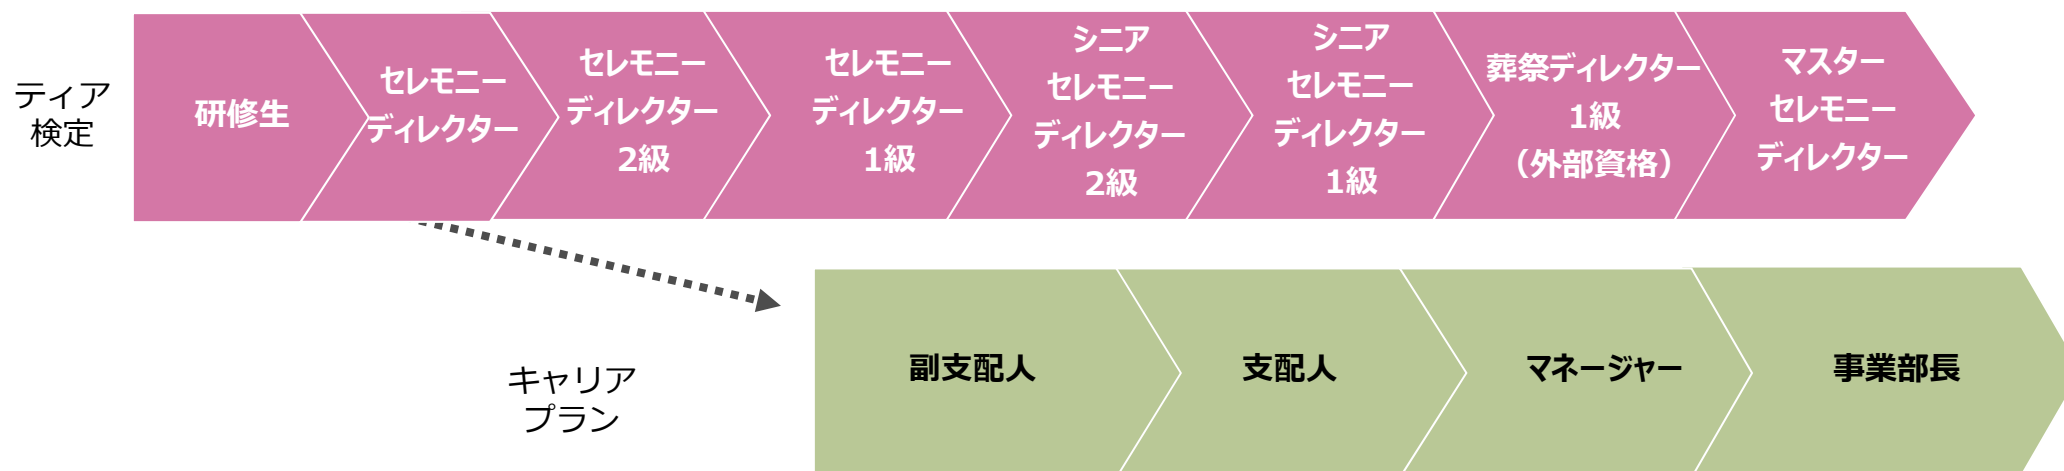 ティア
検定
研修生
セレモニー
ディレクター
セレモニー
ディレクター
2級
セレモニー
ディレクター
1級
シニア
セレモニー
ディレクター
2級
シニア
セレモニー
ディレクター
1級
葬祭ディレクター
1級
（外部資格）
マスター
セレモニー
ディレクター
キャリア
プラン
副支配人
支配人
マネージャー
事業部長